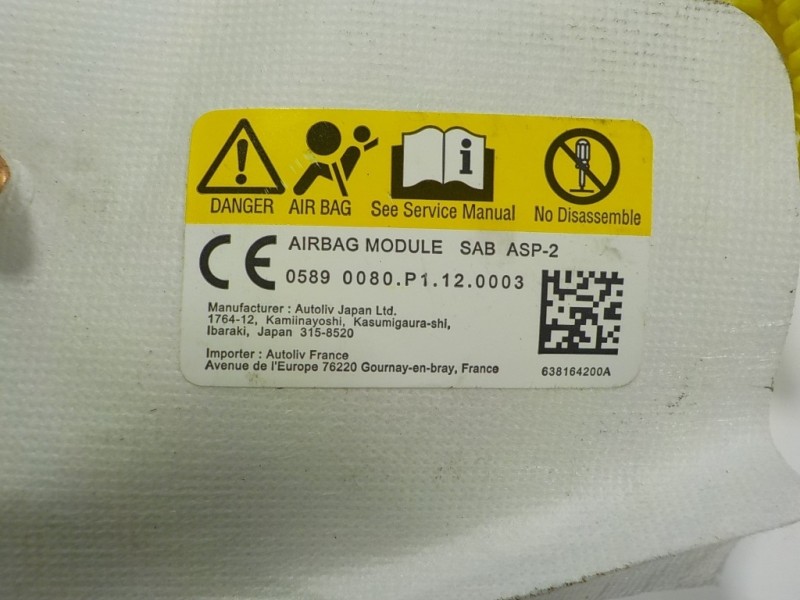 DANGER AIR BAG See Service Manual No Disassemble
CE AIRBAG MODULE SAB ASP-2
0589 0080.P1.12.0003
Manufacturer : Autoliv Japan Ltd.
1764-12, Kamiinayoshi, Kasumigaura-shi,
Ibaraki, Japan 315-8520
Importer : Autoliv France
Avenue de l'Europe 76220 Gournay-en-bray, France
638164200A